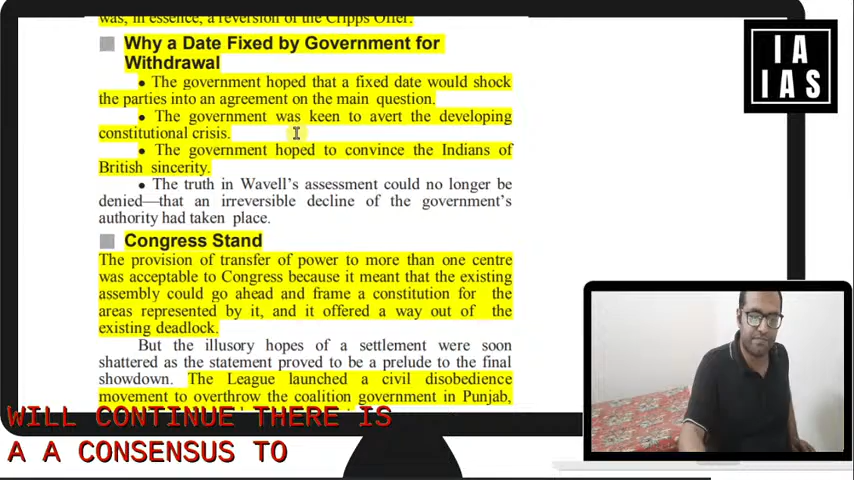 was, in essence, a reversion of the Cripps Offer.
Why a Date Fixed by Government for
Withdrawal
• The government hoped that a fixed date would shock
the parties into an agreement on the main question.
• The government was keen to avert the developing
constitutional crisis.
• The government hoped to convince the Indians of
British sincerity.
• The truth in Wavell's assessment could no longer be
denied—that an irreversible decline of the government's
authority had taken place.
Congress Stand
The provision of transfer of power to more than one centre
was acceptable to Congress because it meant that the existing
assembly could go ahead and frame a constitution for the
areas represented by it, and it offered a way out of the
existing deadlock.
But the illusory hopes of a settlement were soon
shattered as the statement proved to be a prelude to the final
showdown. The League launched a civil disobedience
movement to overthrow the coalition government in Punjab,
WILL CONTINUE THERE IS
A A CONSENSUS TO
IA
IAS